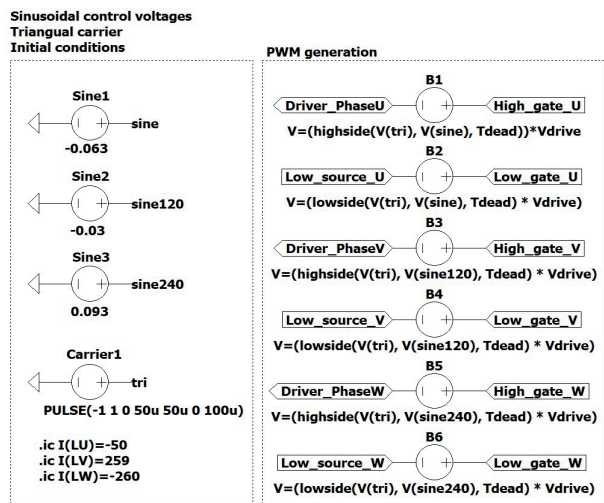 Sinusoidal control voltages
Triangual carrier
Initial conditions
Sine1
sine
-0.063
Sine2
sine120
-0.03
Sine3
sine240
0.093
Carrier1
tri
PULSE(-1 1 0 50u 50u 0 100u)
.ic I(LU)=-50
.ic I(LV)=259
.ic I(LW)=-260
PWM generation
B1
Driver_PhaseU High_gate_U
V=(highside(V(tri), V(sine), Tdead))*Vdrive
B2
Low_source_U Low_gate_U
V=(lowside(V(tri), V(sine), Tdead) * Vdrive)
B3
Driver_PhaseV High_gate_V
V=(highside(V(tri), V(sine120), Tdead) * Vdrive)
B4
Low_source_V Low_gate_V
V=(lowside(V(tri), V(sine120), Tdead) * Vdrive)
B5
Driver_PhaseW High_gate_W
V=(highside(V(tri), V(sine240), Tdead) * Vdrive)
B6
Low_source_W Low_gate_W
V=(lowside(V(tri), V(sine240), Tdead) * Vdrive)